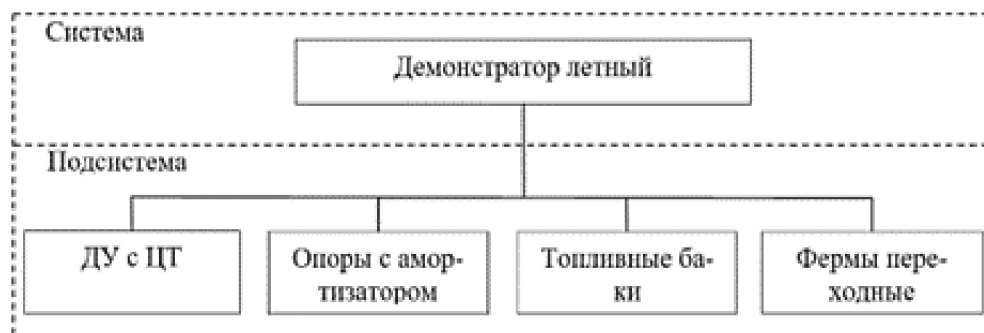 Система
Демонстратор летный
Подсистема
ДУ с ЦТ
Опоры с амор-
тизатором
Топливные ба-
ки
Фермы пере-
ходные